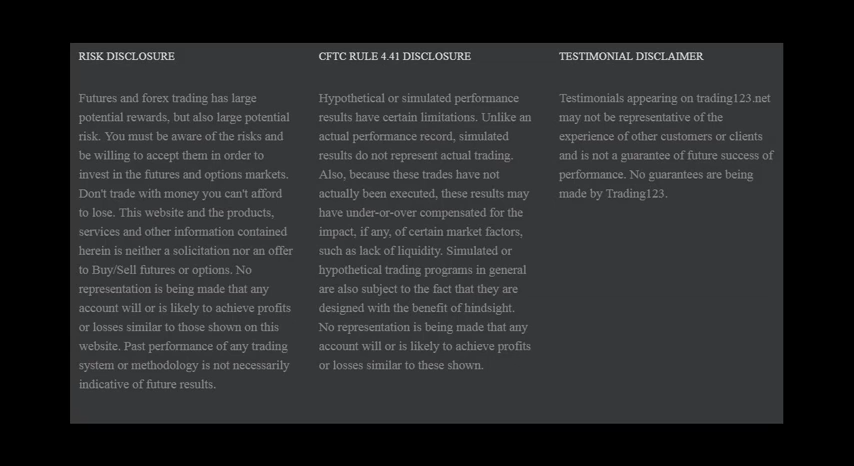 RISK DISCLOSURE
Futures and forex trading has large
potential rewards, but also large potential
risk. You must be aware of the risks and
be willing to accept them in order to
invest in the futures and options markets.
Don't trade with money you can't afford
to lose. This website and the products,
services and other information contained
herein is neither a solicitation nor an offer
to Buy/Sell futures or options. No
representation is being made that any
account will or is likely to achieve profits
or losses similar to those shown on this
website. Past performance of any trading
system or methodology is not necessarily
indicative of future results.
CFTC RULE 4.41 DISCLOSURE
Hypothetical or simulated performance
results have certain limitations. Unlike an
actual performance record, simulated
results do not represent actual trading.
Also, because these trades have not
actually been executed, these results may
have under-or-over compensated for the
impact, if any, of certain market factors,
such as lack of liquidity. Simulated or
hypothetical trading programs in general
are also subject to the fact that they are
designed with the benefit of hindsight.
No representation is being made that any
account will or is likely to achieve profits
or losses similar to these shown.
TESTIMONIAL DISCLAIMER
Testimonials appearing on trading123.net
may not be representative of the
experience of other customers or clients
and is not a guarantee of future success of
performance. No guarantees are being
made by Trading123.